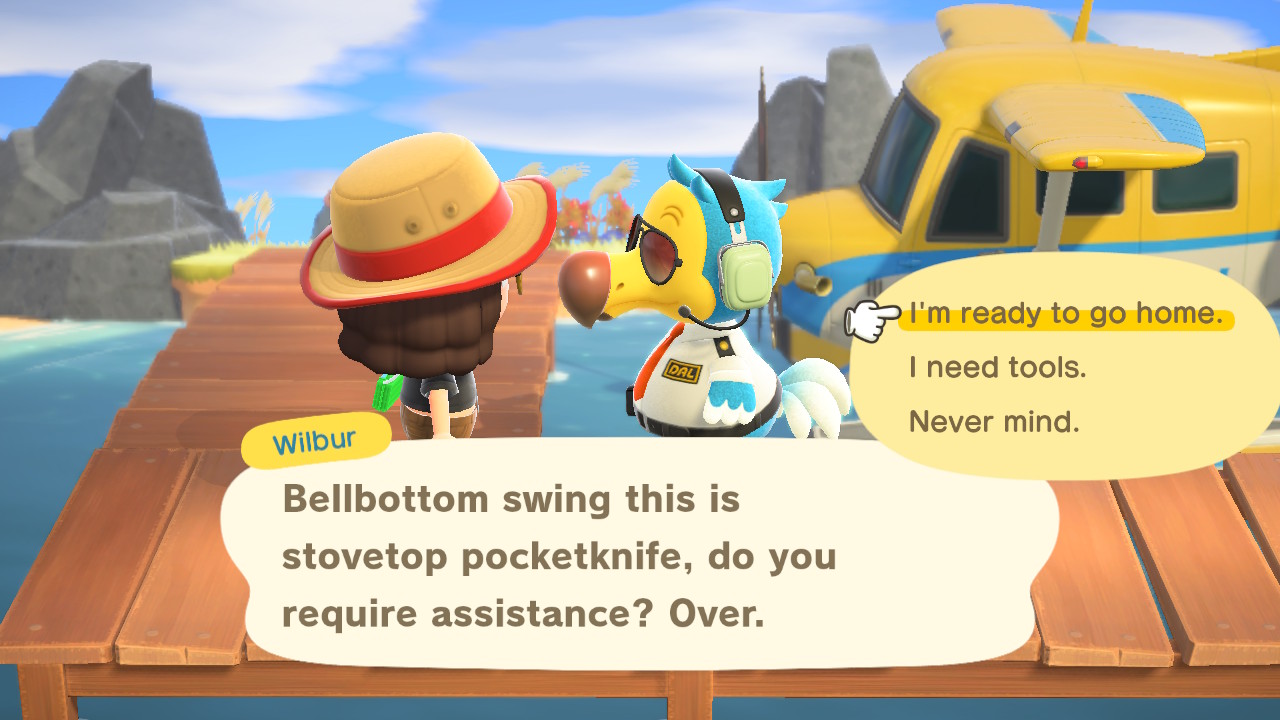 DAL
I'm ready to go home.
I need tools.
Never mind.
Wilbur
Bellbottom swing this is
stovetop pocketknife, do you
require assistance? Over.